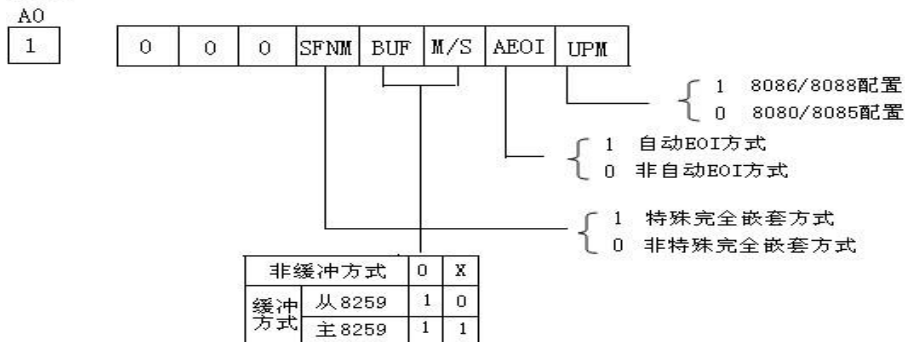 A0
1 0 0 0 SFNM BUF M/S AEOI UPM
1 8086/8088配置
0 8080/8085配置
1 自动EOI方式
0 非自动EOI方式
1 特殊完全嵌套方式
0 非特殊完全嵌套方式
非缓冲方式 0 X
缓冲方式 从8259 1 0
主8259 1 1